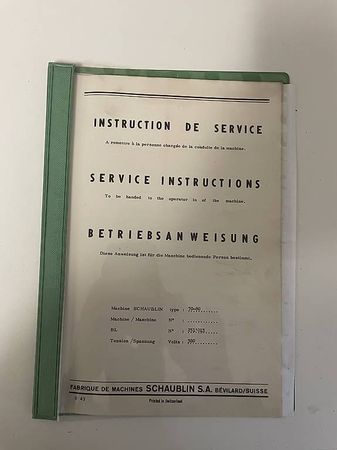 INSTRUCTION DE SERVICE
A remettre à la personne chargée de la conduite de la machine.
SERVICE INSTRUCTIONS
To be handed to the operator in of the machine.
BETRIEBSANWEISUNG
Diese Anweisung ist für die Maschine bedienende Person bestimmt.
Machine SCHAUBLIN type : 70-80
Machine / Maschine N° :
BL N° :
Tension / Spannung Volts :
FABRIQUE DE MACHINES SCHAUBLIN S.A. BÉVILARD/SUISSE
Printed in Switzerland